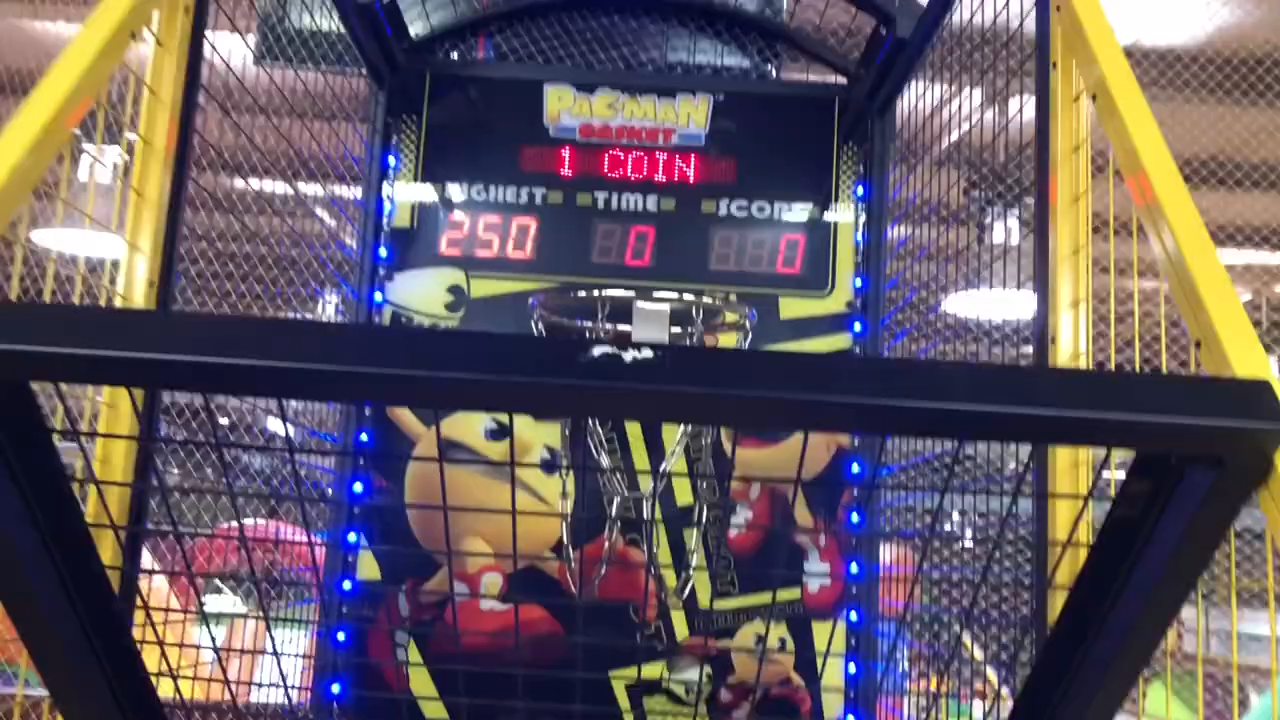 PAC-MAN
BASKET
1 COIN
HIGHEST TIME SCORE
250 0 0